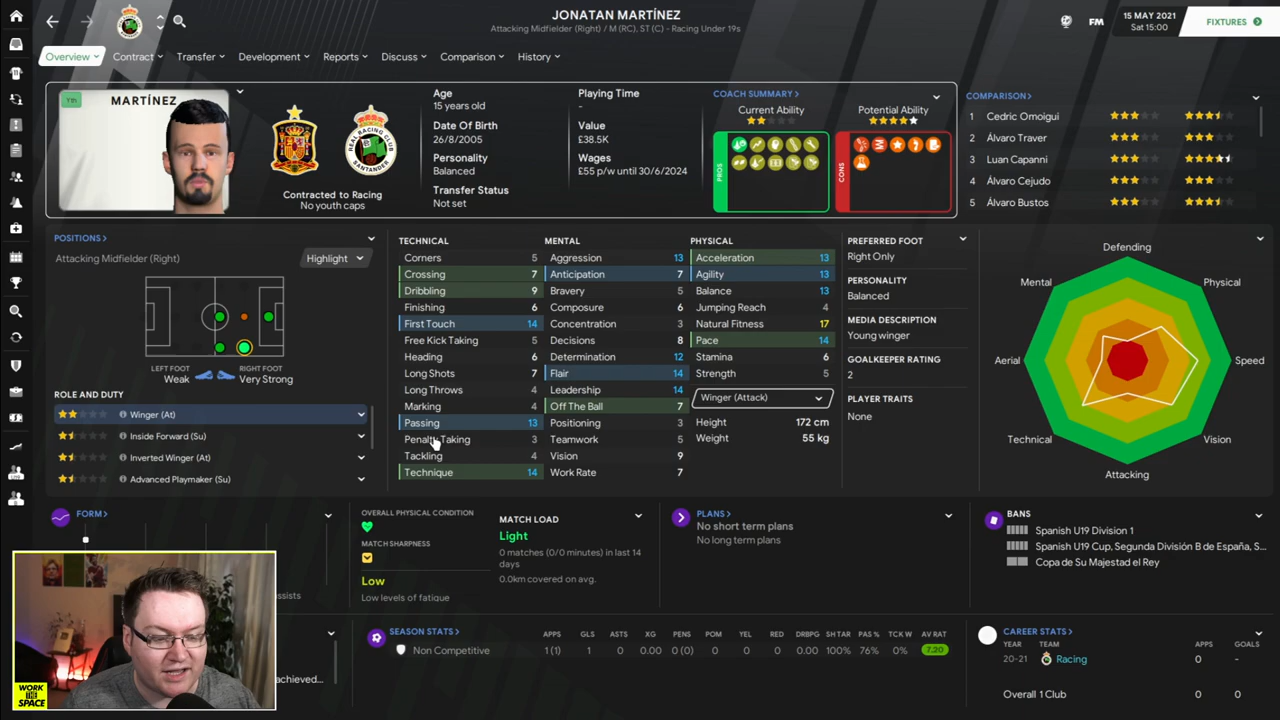 JONATAN MARTÍNEZ
Attacking Midfielder (Right) / M (RC), ST (C) - Racing Under 19s
FM
15 MAY 2021
Sat 15:00
FIXTURES
Overview
Contract
Transfer
Development
Reports
Discuss
Comparison
History
Yth
MARTÍNEZ
Contracted to Racing
No youth caps
Age
15 years old
Date Of Birth
26/8/2005
Personality
Balanced
Transfer Status
Not set
Playing Time
-
Value
£38.5K
Wages
£55 p/w until 30/6/2024
COACH SUMMARY
Current Ability
Potential Ability
PROS
CONS
COMPARISON
1 Cedric Omoigui
2 Álvaro Traver
3 Luan Capanni
4 Álvaro Cejudo
5 Álvaro Bustos
POSITIONS
Attacking Midfielder (Right)
Highlight
LEFT FOOT
Weak
RIGHT FOOT
Very Strong
ROLE AND DUTY
Winger (At)
Inside Forward (Su)
Inverted Winger (At)
Advanced Playmaker (Su)
TECHNICAL
Corners 5
Crossing 7
Dribbling 9
Finishing 6
First Touch 14
Free Kick Taking 5
Heading 6
Long Shots 7
Long Throws 4
Marking 4
Passing 13
Penalty Taking 3
Tackling 4
Technique 14
MENTAL
Aggression 13
Anticipation 7
Bravery 5
Composure 6
Concentration 3
Decisions 8
Determination 12
Flair 14
Leadership 14
Off The Ball 7
Positioning 3
Teamwork 5
Vision 9
Work Rate 7
PHYSICAL
Acceleration 13
Agility 13
Balance 13
Jumping Reach 4
Natural Fitness 17
Pace 14
Stamina 6
Strength 5
Winger (Attack)
Height 172 cm
Weight 55 kg
PREFERRED FOOT
Right Only
PERSONALITY
Balanced
MEDIA DESCRIPTION
Young winger
GOALKEEPER RATING
2
PLAYER TRAITS
None
Defending
Physical
Speed
Vision
Attacking
Technical
Aerial
Mental
FORM
ssists
OVERALL PHYSICAL CONDITION
MATCH SHARPNESS
Low
Low levels of fatigue
MATCH LOAD
Light
0 matches (0/0 minutes) in last 14
days
0.0km covered on avg.
PLANS
No short term plans
No long term plans
BANS
Spanish U19 Division 1
Spanish U19 Cup, Segunda División B de España, S...
Copa de Su Majestad el Rey
achieved...
SEASON STATS
APPS GLS ASTS XG PENS POM YEL RED DRBPG SH TAR PAS % TCK W AV RAT
Non Competitive 1 (1) 1 0 0.00 0 (0) 0 0 0 0.00 100% 76% 0% 7.20
CAREER STATS
YEAR TEAM APPS GOALS
20-21 Racing 0 -
Overall 1 Club 0 0
WORK
THE
SPACE